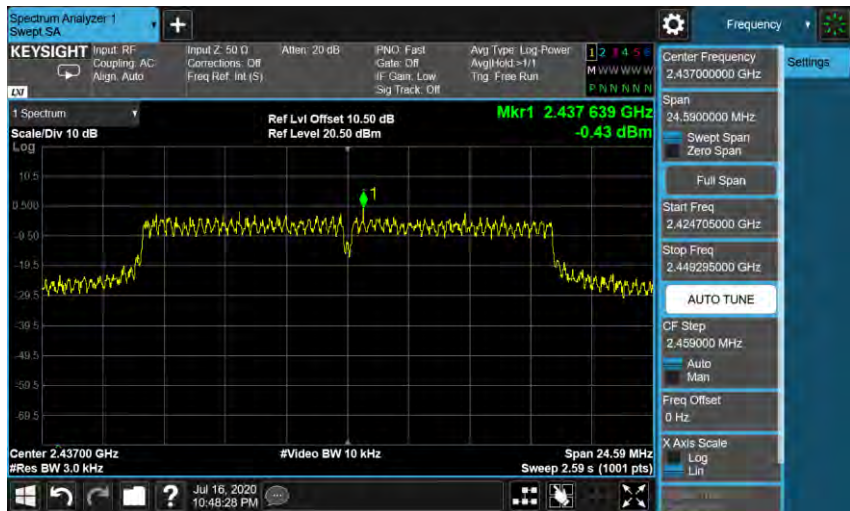 Spectrum Analyzer 1
Swept SA
Frequency
KEYSIGHT
Input: RF
Coupling: AC
Align: Auto
Input Z: 50 Ω
Corrections: Off
Freq Ref: Int (S)
Atten: 20 dB
PNO: Fast
Gate: Off
IF Gain: Low
Sig Track: Off
Avg Type: Log-Power
Avg|Hold:>1/1
Trig: Free Run
1 2 3 4 5 6
M W W W W W
P N N N N N
LXI
Settings
Center Frequency
2.437000000 GHz
Span
24.5900000 MHz
Swept Span
Zero Span
Full Span
Start Freq
2.424705000 GHz
Stop Freq
2.449295000 GHz
AUTO TUNE
CF Step
2.459000 MHz
Auto
Man
Freq Offset
0 Hz
X Axis Scale
Log
Lin
1 Spectrum
Scale/Div 10 dB
Log
Ref Lvl Offset 10.50 dB
Ref Level 20.50 dBm
Mkr1 2.437 639 GHz
-0.43 dBm
10.5
0.500
-9.50
-19.5
-29.5
-39.5
-49.5
-59.5
-69.5
1
Center 2.43700 GHz
#Res BW 3.0 kHz
#Video BW 10 kHz
Span 24.59 MHz
Sweep 2.59 s (1001 pts)
?
Jul 16, 2020
10:48:28 PM